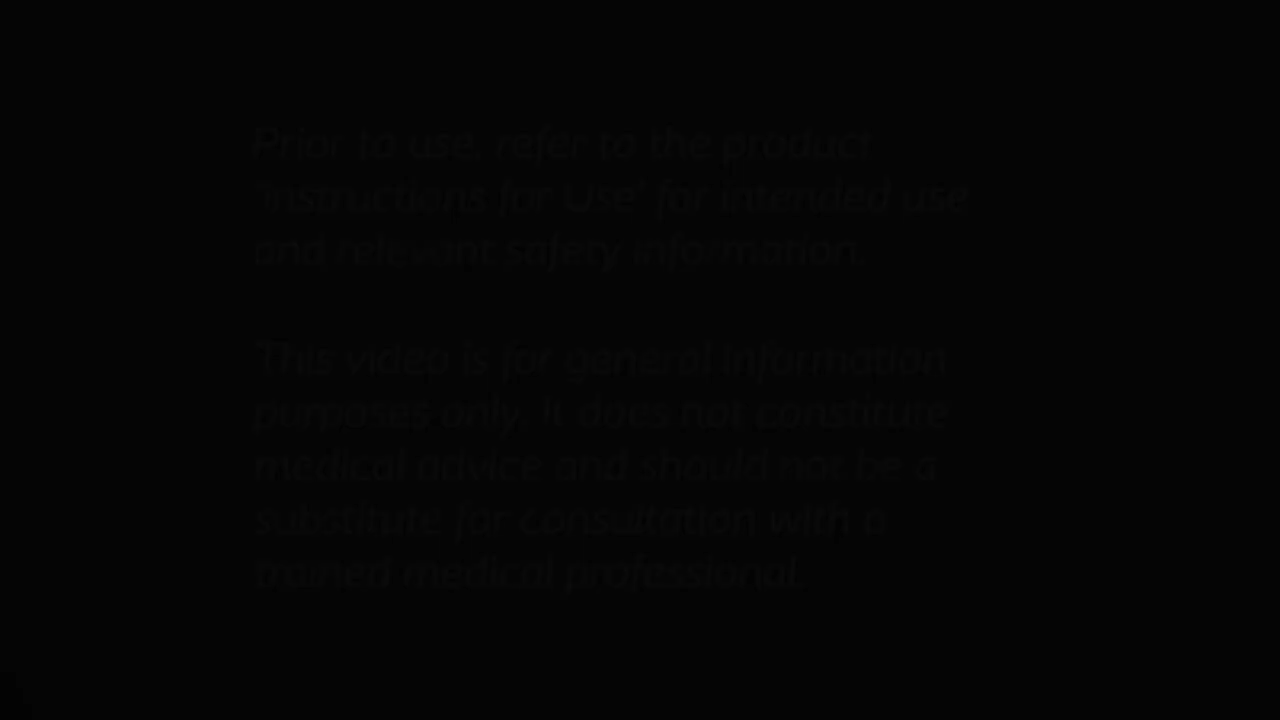 Prior to use, refer to the product
'Instructions for Use' for intended use
and relevant safety information.
This video is for general information
purposes only. It does not constitute
medical advice and should not be a
substitute for consultation with a
trained medical professional.